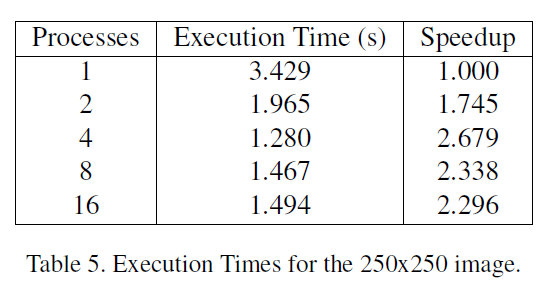 Processes Execution Time (s) Speedup
1 3.429 1.000
2 1.965 1.745
4 1.280 2.679
8 1.467 2.338
16 1.494 2.296
Table 5. Execution Times for the 250x250 image.